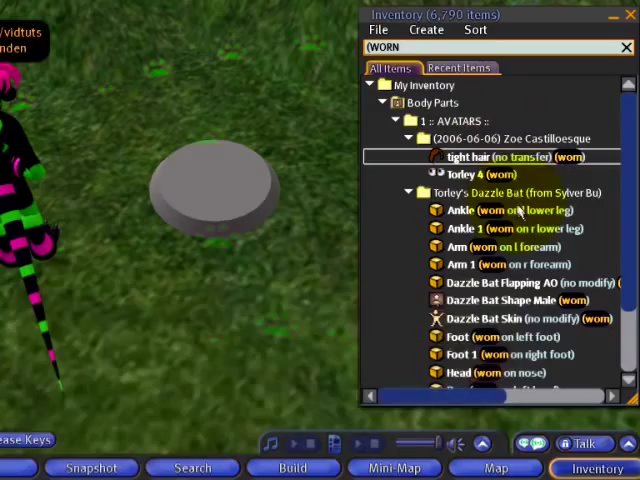 /vidtuts
nden
Inventory (6,790 items)
File Create Sort
(WORN
All Items Recent Items
My Inventory
Body Parts
1 :: AVATARS ::
(2006-06-06) Zoe Castilloesque
tight hair (no transfer) (worn)
Torley 4 (worn)
Torley's Dazzle Bat (from Sylver Bu)
Ankle (worn on l lower leg)
Ankle 1 (worn on r lower leg)
Arm (worn on l forearm)
Arm 1 (worn on r forearm)
Dazzle Bat Flapping AO (no modify) (
Dazzle Bat Shape Male (worn)
Dazzle Bat Skin (no modify) (worn)
Foot (worn on left foot)
Foot 1 (worn on right foot)
Head (worn on nose)
ease Keys
Talk
Snapshot Search Build Mini-Map Map Inventory